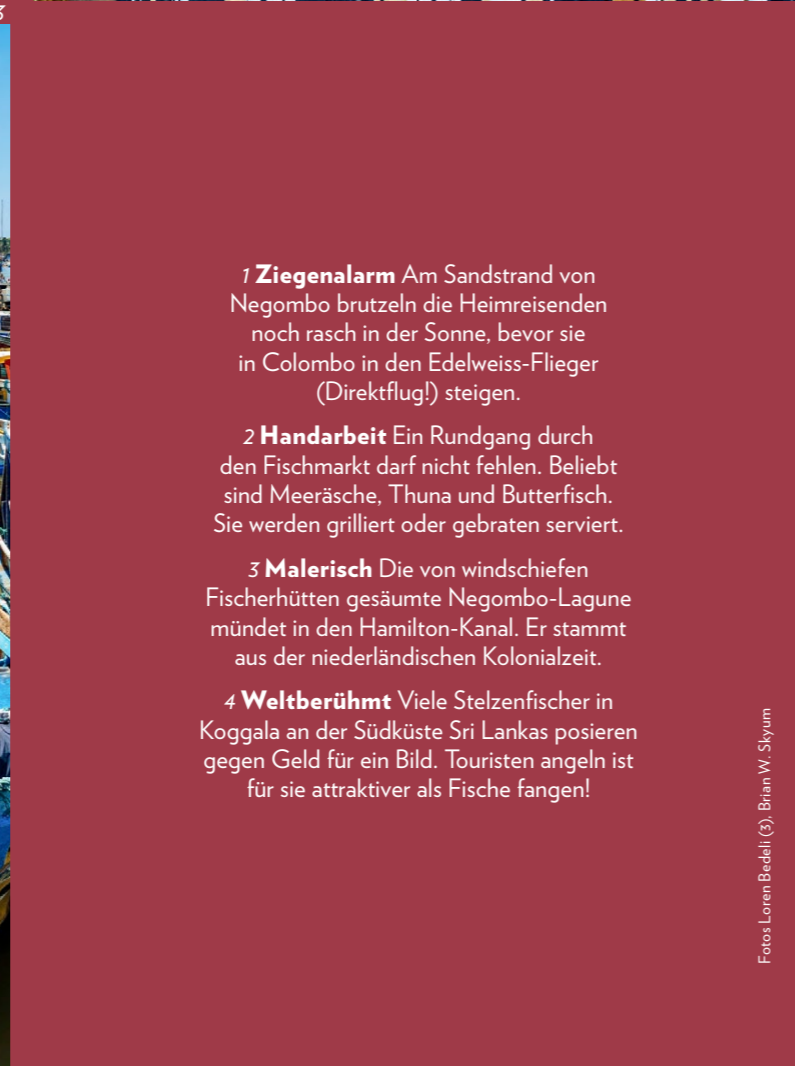 3
1 Ziegenalarm Am Sandstrand von
Negombo brutzeln die Heimreisenden
noch rasch in der Sonne, bevor sie
in Colombo in den Edelweiss-Flieger
(Direktflug!) steigen.
2 Handarbeit Ein Rundgang durch
den Fischmarkt darf nicht fehlen. Beliebt
sind Meeräsche, Thuna und Butterfisch.
Sie werden grilliert oder gebraten serviert.
3 Malerisch Die von windschiefen
Fischerhütten gesäumte Negombo-Lagune
mündet in den Hamilton-Kanal. Er stammt
aus der niederländischen Kolonialzeit.
4 Weltberühmt Viele Stelzenfischer in
Koggala an der Südküste Sri Lankas posieren
gegen Geld für ein Bild. Touristen angeln ist
für sie attraktiver als Fische fangen!
Fotos Loren Bedeli (3), Brian W. Skyum